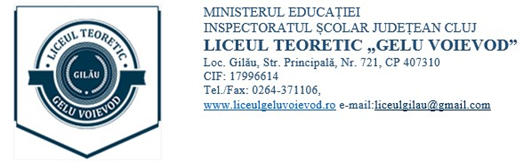 LICEUL TEORETIC
GILĂU
GELU VOIEVOD
MINISTERUL EDUCAȚIEI
INSPECTORATUL ȘCOLAR JUDEȚEAN CLUJ
LICEUL TEORETIC „GELU VOIEVOD”
Loc. Gilău, Str. Principală, Nr. 721, CP 407310
CIF: 17996614
Tel./Fax: 0264-371106,
www.liceulgeluvoievod.ro e-mail:liceulgilau@gmail.com